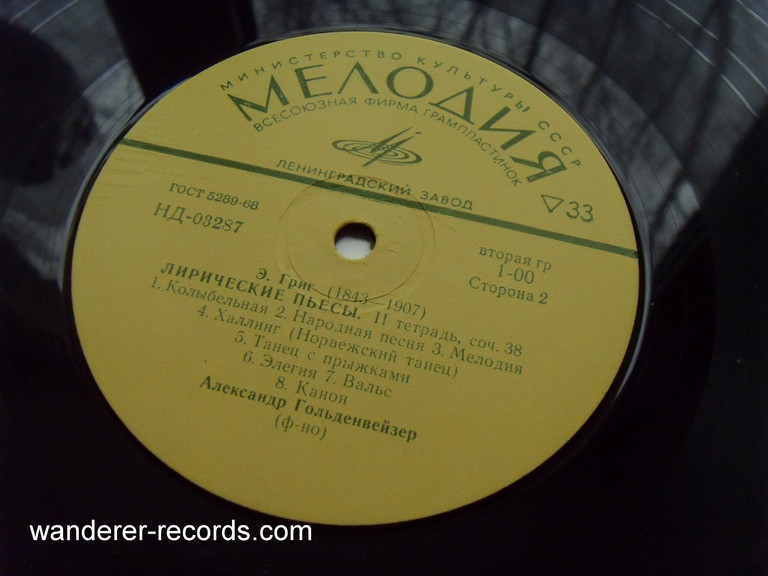 МИНИСТЕРСТВО КУЛЬТУРЫ СССР
МЕЛОДИЯ
ВСЕСОЮЗНАЯ ФИРМА ГРАМПЛАСТИНОК
ЛЕНИНГРАДСКИЙ ЗАВОД
33
ГОСТ 5289-68
НД-03287
вторая гр
1-00
Сторона 2
Э. Григ (1843—1907)
ЛИРИЧЕСКИЕ ПЬЕСЫ. II тетрадь, соч. 38
1. Колыбельная 2. Народная песня 3. Мелодия
4. Халлинг (Норвежский танец)
5. Танец с прыжками
6. Элегия 7. Вальс
8. Канон
Александр Гольденвейзер
(ф-но)
wanderer-records.com